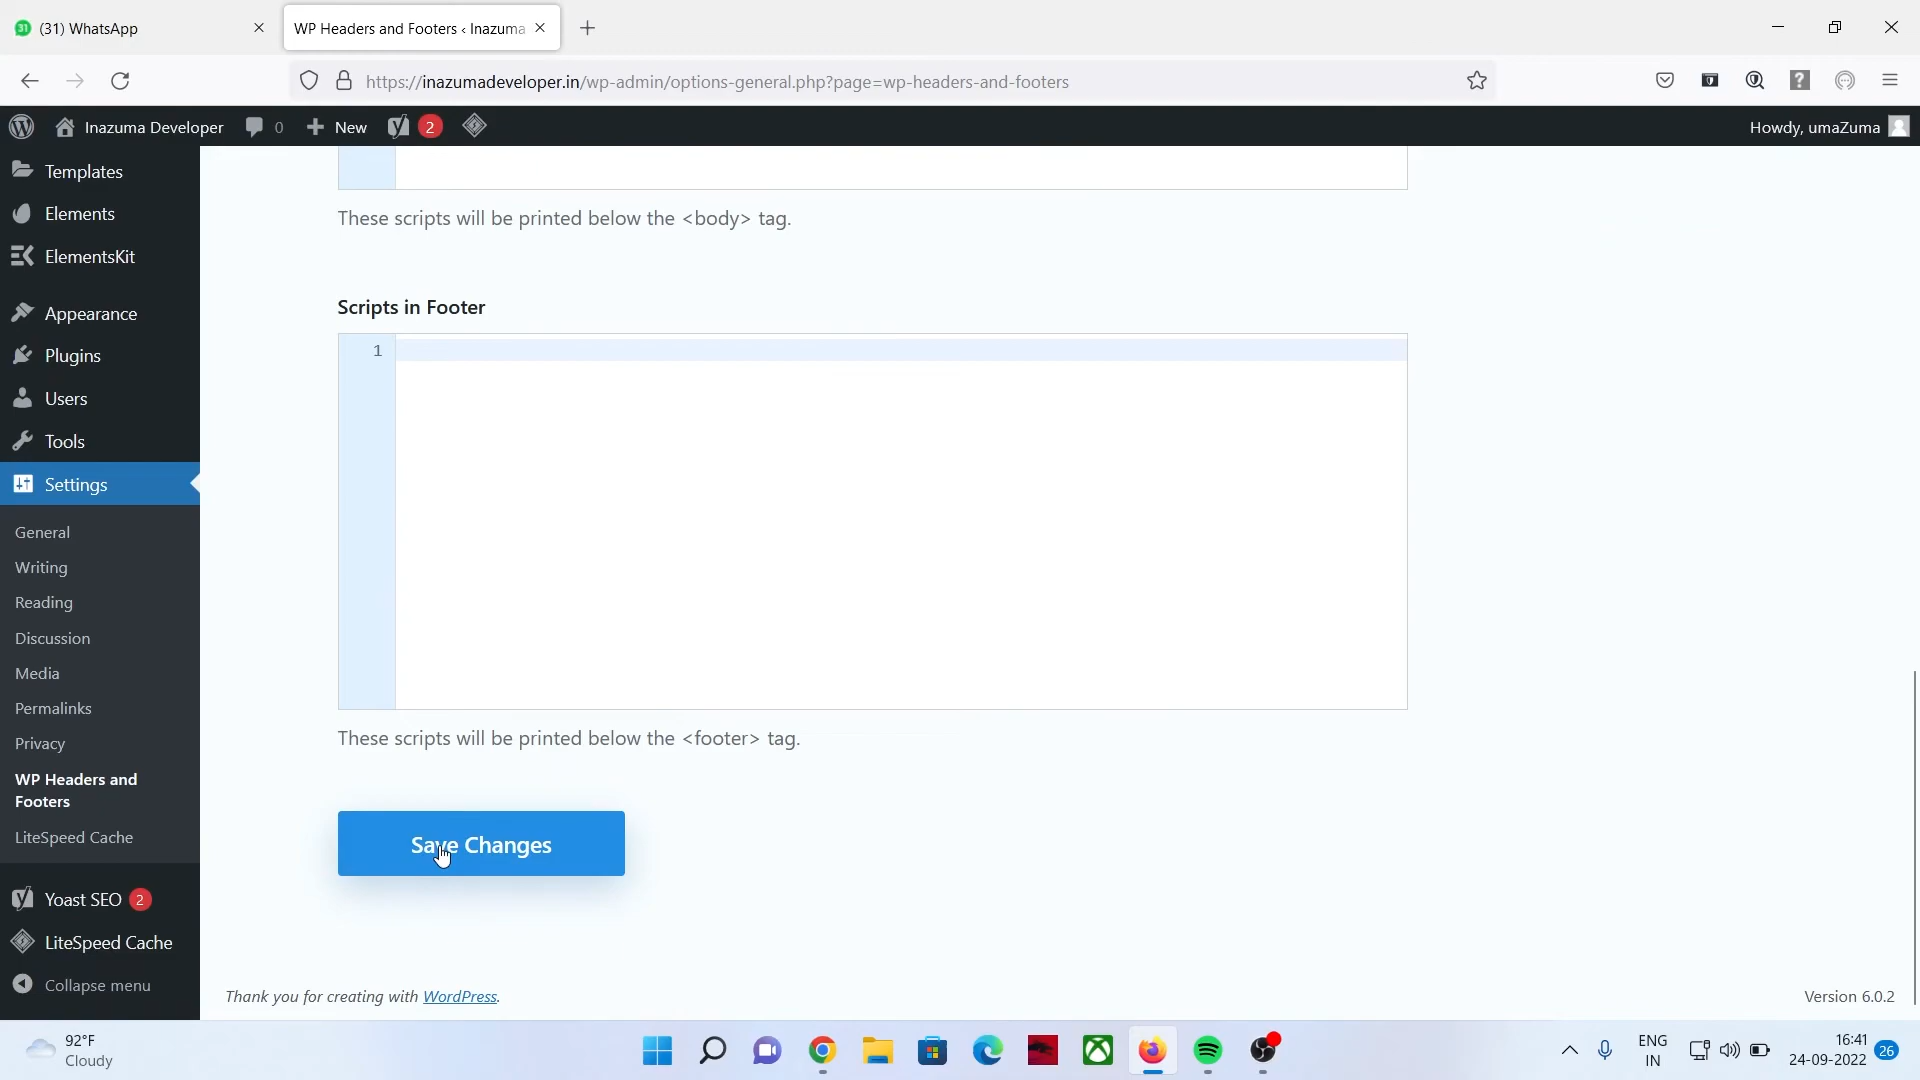 (31) WhatsApp
WP Headers and Footers ‹ Inazuma
https://inazumadeveloper.in/wp-admin/options-general.php?page=wp-headers-and-footers
Inazuma Developer
0
New
2
Howdy, umaZuma
Templates
Elements
ElementsKit
Appearance
Plugins
Users
Tools
Settings
General
Writing
Reading
Discussion
Media
Permalinks
Privacy
WP Headers and
Footers
LiteSpeed Cache
Yoast SEO 2
LiteSpeed Cache
Collapse menu
These scripts will be printed below the <body> tag.
Scripts in Footer
1
These scripts will be printed below the <footer> tag.
Save Changes
Thank you for creating with WordPress.
Version 6.0.2
92°F
Cloudy
ENG
IN
16:41
24-09-2022
26